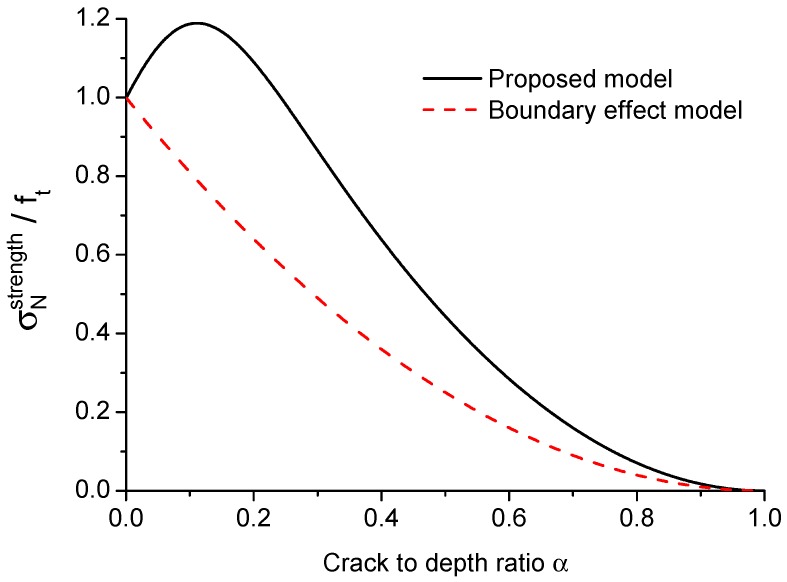 1.2
1.0
0.8
0.6
0.4
0.2
0.0
σ_N^strength / f_t
Proposed model
Boundary effect model
0.0 0.2 0.4 0.6 0.8 1.0
Crack to depth ratio α